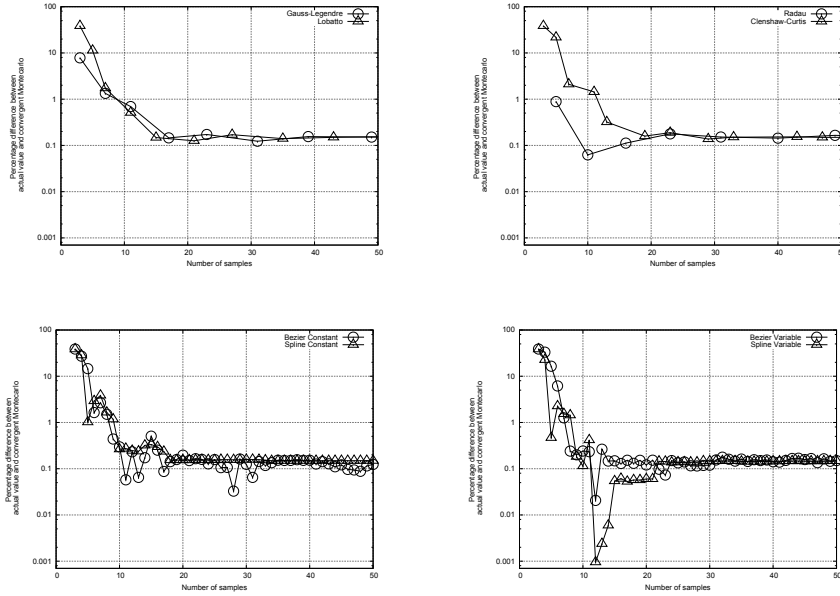 Gauss-Legendre
Lobatto
Percentage difference between
actual value and convergent Montecarlo
100
10
1
0.1
0.01
0.001
0 10 20 30 40 50
Number of samples
Radau
Clenshaw-Curtis
Percentage difference between
actual value and convergent Montecarlo
100
10
1
0.1
0.01
0.001
0 10 20 30 40 50
Number of samples
Bezier Constant
Spline Constant
Percentage difference between
actual value and convergent Montecarlo
100
10
1
0.1
0.01
0.001
0 10 20 30 40 50
Number of samples
Bezier Variable
Spline Variable
Percentage difference between
actual value and convergent Montecarlo
100
10
1
0.1
0.01
0.001
0 10 20 30 40 50
Number of samples